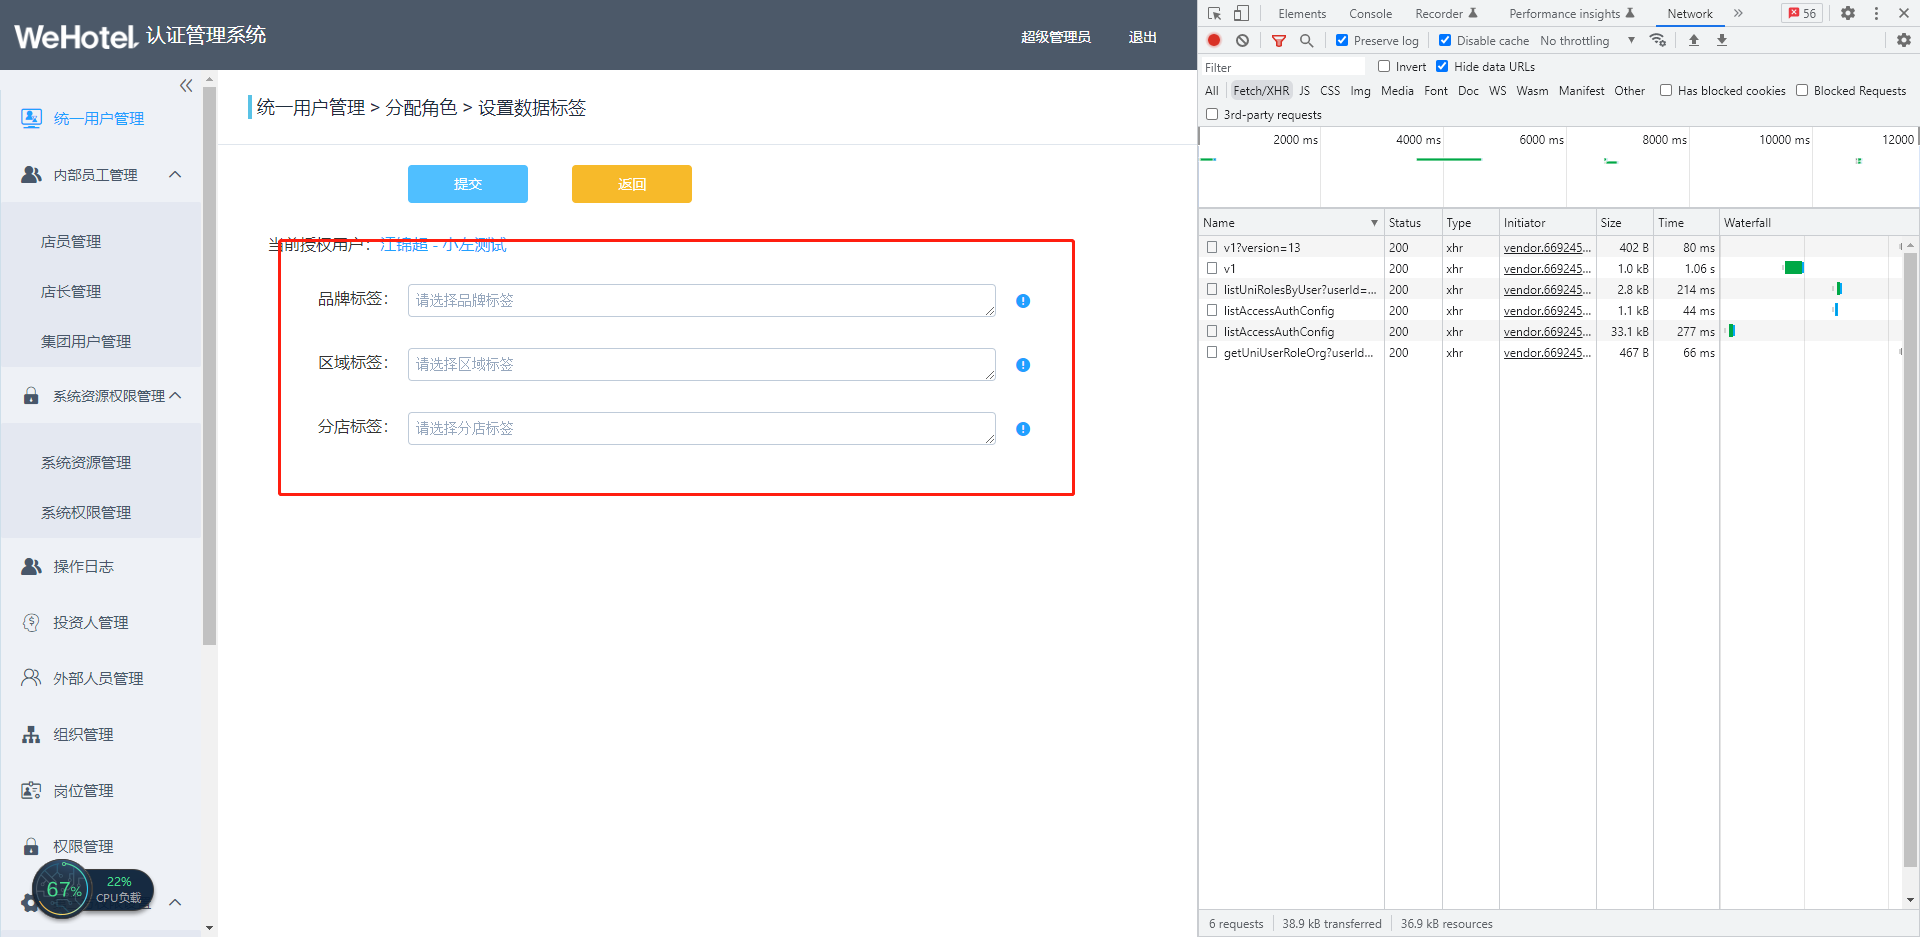 WeHotel 认证管理系统
超级管理员
退出
统一用户管理
内部员工管理
店员管理
店长管理
集团用户管理
系统资源权限管理
系统资源管理
系统权限管理
操作日志
投资人管理
外部人员管理
组织管理
岗位管理
权限管理
67%
22%
CPU负载
统一用户管理 > 分配角色 > 设置数据标签
提交
返回
当前授权用户：江锦超 - 小左测试
品牌标签： 请选择品牌标签
区域标签： 请选择区域标签
分店标签： 请选择分店标签
Elements Console Recorder Performance insights Network » 56
Preserve log Disable cache No throttling
Filter Invert Hide data URLs
All Fetch/XHR JS CSS Img Media Font Doc WS Wasm Manifest Other Has blocked cookies Blocked Requests
3rd-party requests
2000 ms 4000 ms 6000 ms 8000 ms 10000 ms 12000
Name Status Type Initiator Size Time Waterfall
v1?version=13 200 xhr vendor.669245... 402 B 80 ms
v1 200 xhr vendor.669245... 1.0 kB 1.06 s
listUniRolesByUser?userId=... 200 xhr vendor.669245... 2.8 kB 214 ms
listAccessAuthConfig 200 xhr vendor.669245... 1.1 kB 44 ms
listAccessAuthConfig 200 xhr vendor.669245... 33.1 kB 277 ms
getUniUserRoleOrg?userId... 200 xhr vendor.669245... 467 B 66 ms
6 requests 38.9 kB transferred 36.9 kB resources